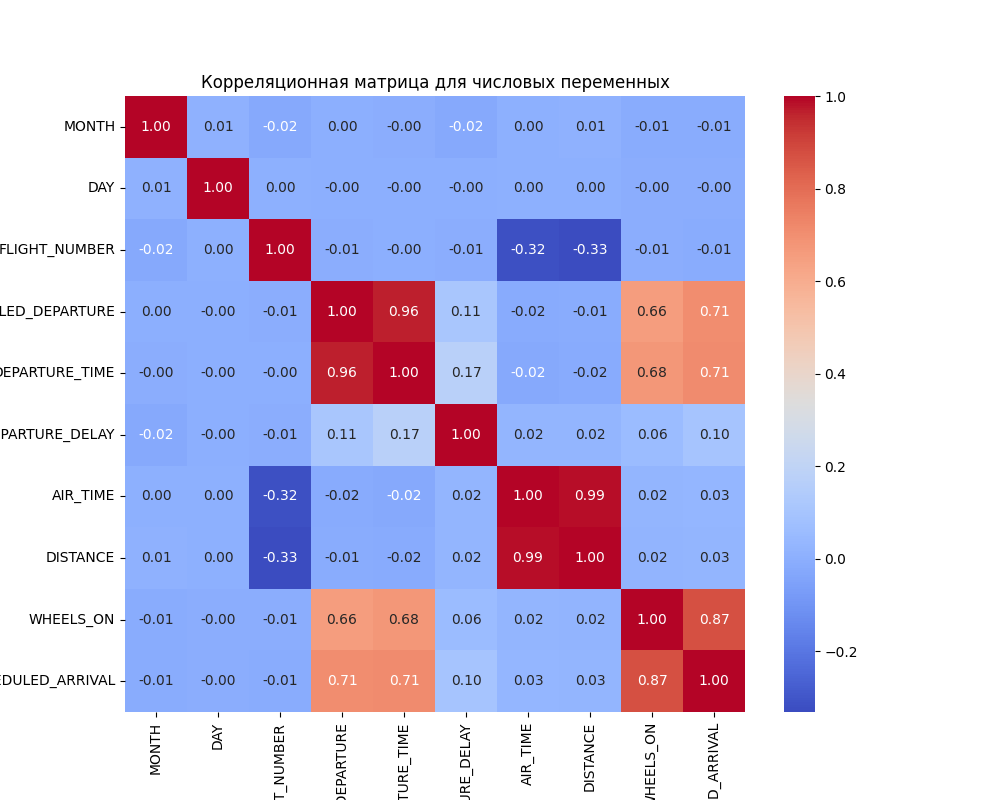 Корреляционная матрица для числовых переменных
MONTH 1.00 0.01 -0.02 0.00 -0.00 -0.02 0.00 0.01 -0.01 -0.01
DAY 0.01 1.00 0.00 -0.00 -0.00 -0.00 0.00 0.00 -0.00 -0.00
FLIGHT_NUMBER -0.02 0.00 1.00 -0.01 -0.00 -0.01 -0.32 -0.33 -0.01 -0.01
LED_DEPARTURE 0.00 -0.00 -0.01 1.00 0.96 0.11 -0.02 -0.01 0.66 0.71
DEPARTURE_TIME -0.00 -0.00 -0.00 0.96 1.00 0.17 -0.02 -0.02 0.68 0.71
PARTURE_DELAY -0.02 -0.00 -0.01 0.11 0.17 1.00 0.02 0.02 0.06 0.10
AIR_TIME 0.00 0.00 -0.32 -0.02 -0.02 0.02 1.00 0.99 0.02 0.03
DISTANCE 0.01 0.00 -0.33 -0.01 -0.02 0.02 0.99 1.00 0.02 0.03
WHEELS_ON -0.01 -0.00 -0.01 0.66 0.68 0.06 0.02 0.02 1.00 0.87
EDULED_ARRIVAL -0.01 -0.00 -0.01 0.71 0.71 0.10 0.03 0.03 0.87 1.00
MONTH
DAY
T_NUMBER
DEPARTURE
TURE_TIME
URE_DELAY
AIR_TIME
DISTANCE
WHEELS_ON
D_ARRIVAL
1.0
0.8
0.6
0.4
0.2
0.0
−0.2